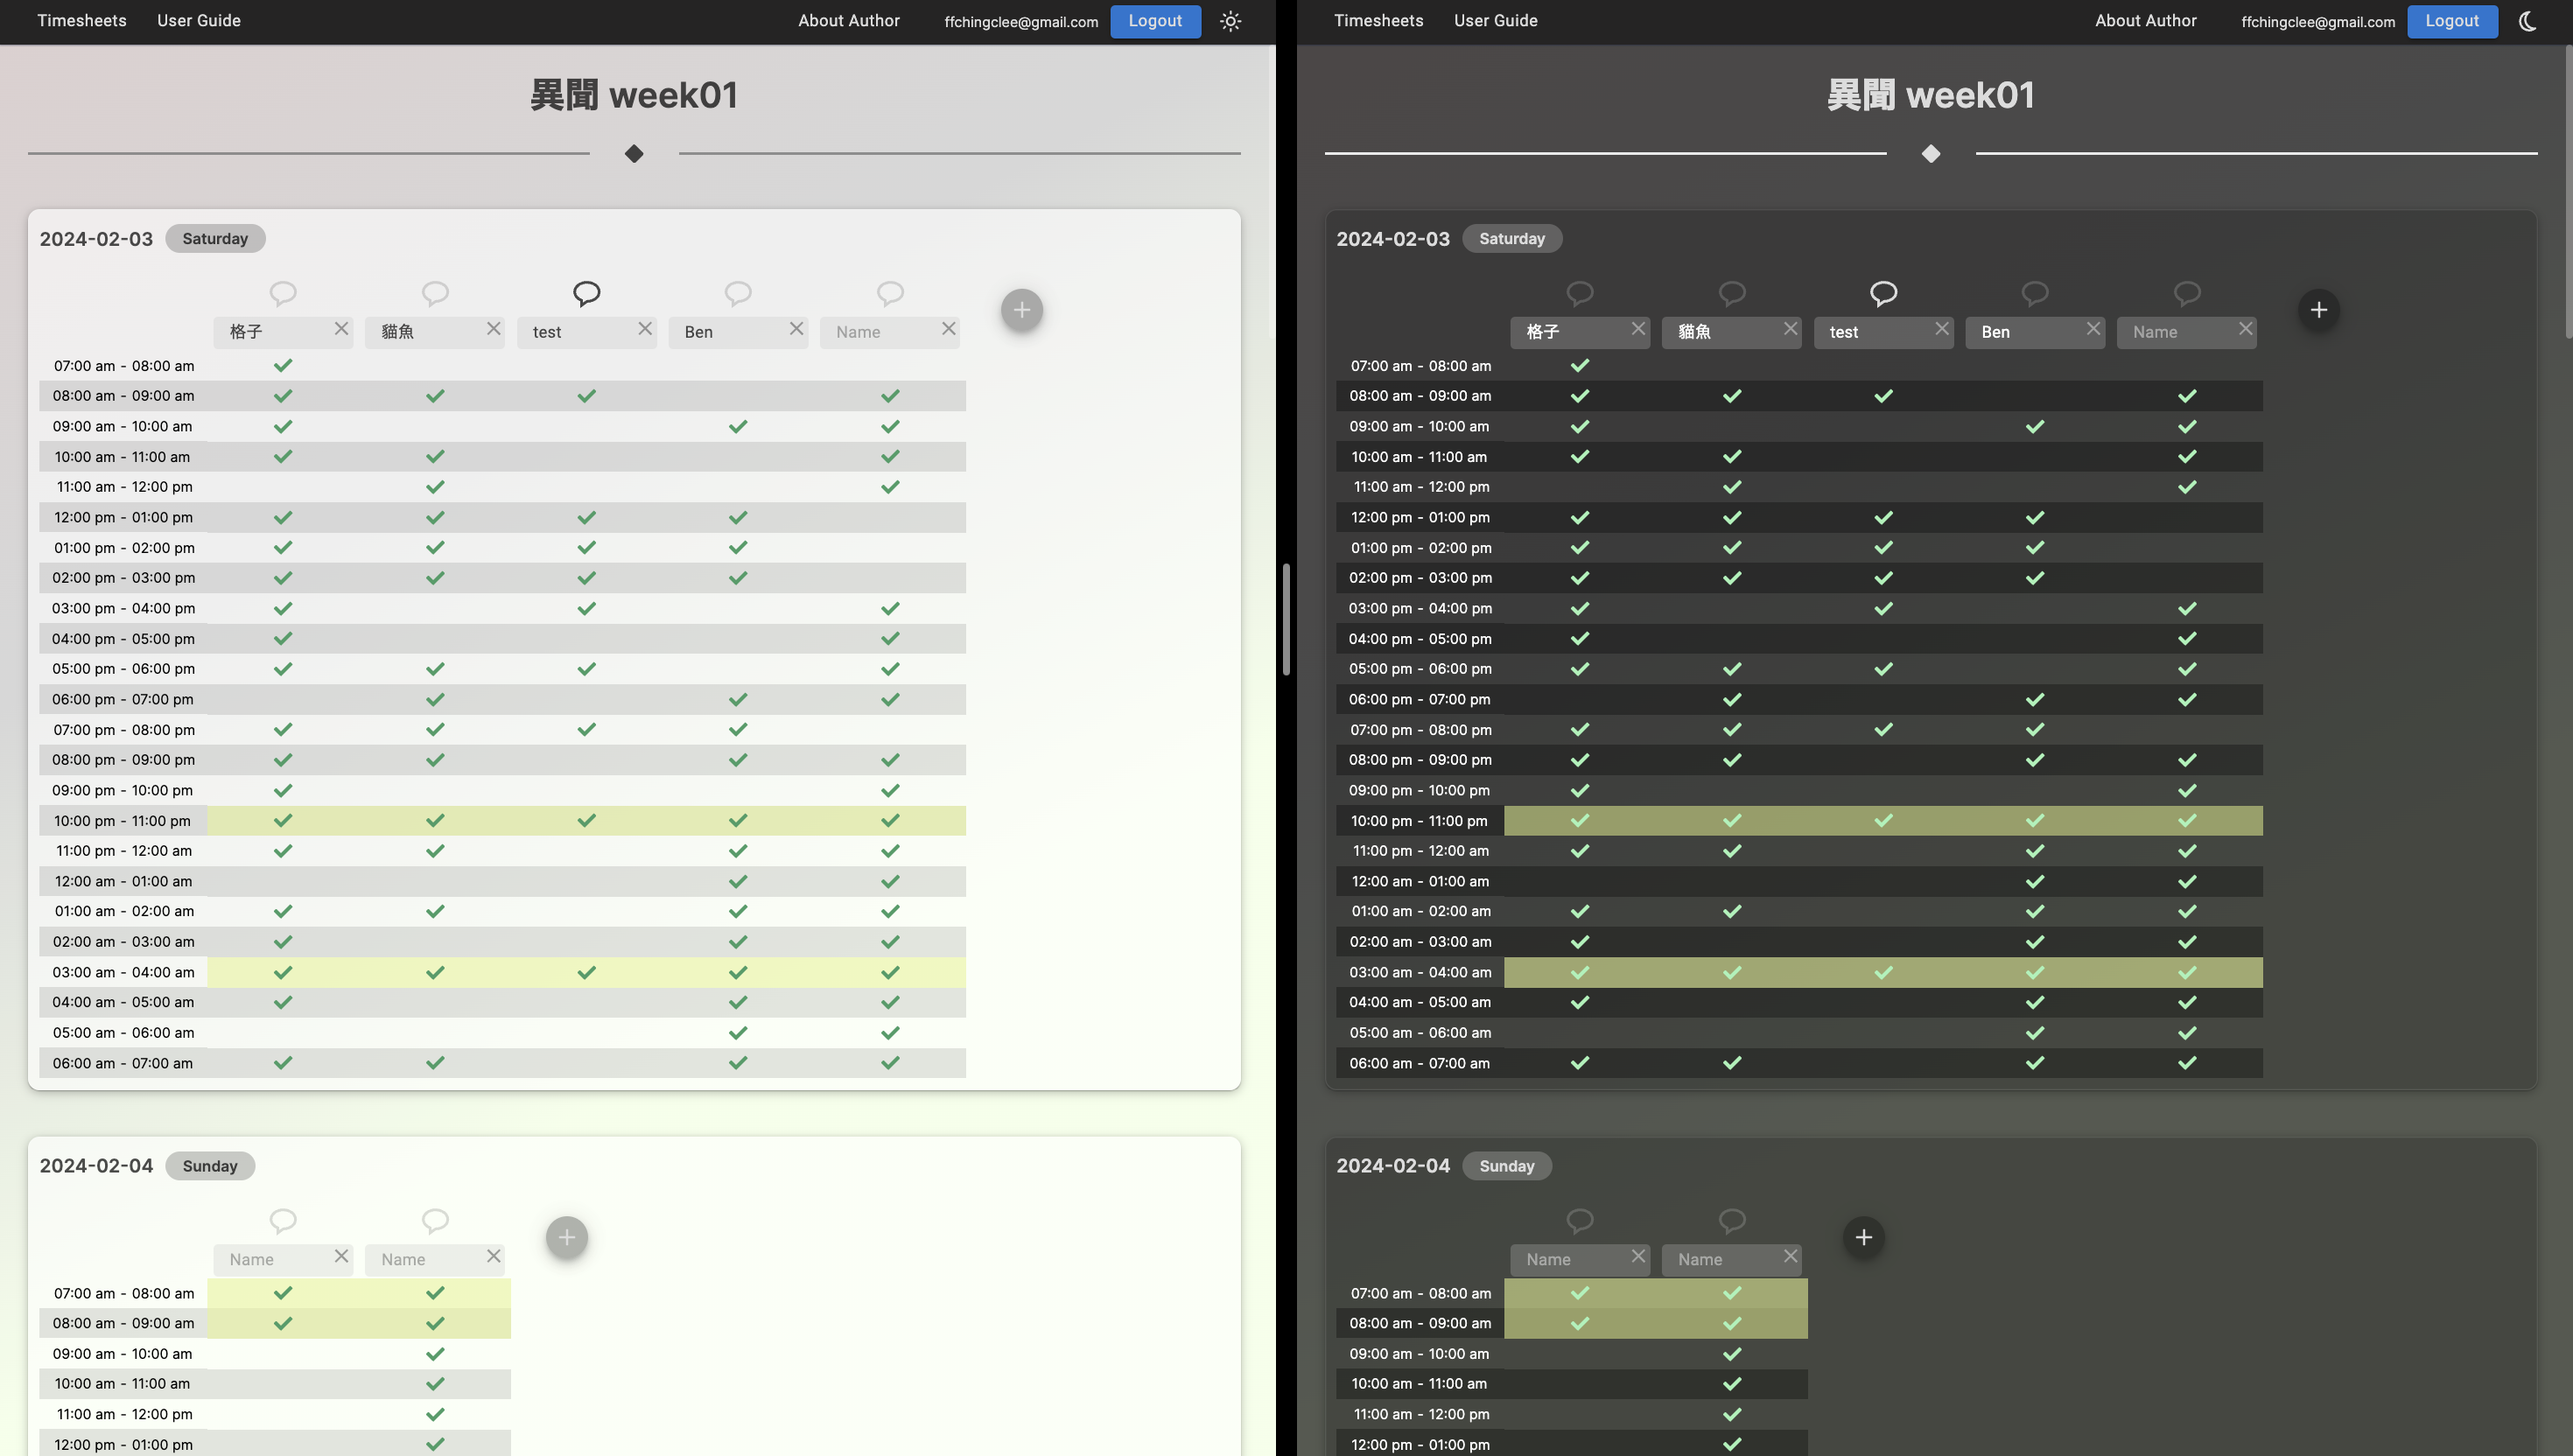 Timesheets User Guide About Author ffchingclee@gmail.com Logout
異聞 week01
2024-02-03 Saturday
格子 貓魚 test Ben Name
07:00 am - 08:00 am
08:00 am - 09:00 am
09:00 am - 10:00 am
10:00 am - 11:00 am
11:00 am - 12:00 pm
12:00 pm - 01:00 pm
01:00 pm - 02:00 pm
02:00 pm - 03:00 pm
03:00 pm - 04:00 pm
04:00 pm - 05:00 pm
05:00 pm - 06:00 pm
06:00 pm - 07:00 pm
07:00 pm - 08:00 pm
08:00 pm - 09:00 pm
09:00 pm - 10:00 pm
10:00 pm - 11:00 pm
11:00 pm - 12:00 am
12:00 am - 01:00 am
01:00 am - 02:00 am
02:00 am - 03:00 am
03:00 am - 04:00 am
04:00 am - 05:00 am
05:00 am - 06:00 am
06:00 am - 07:00 am
2024-02-04 Sunday
Name Name
07:00 am - 08:00 am
08:00 am - 09:00 am
09:00 am - 10:00 am
10:00 am - 11:00 am
11:00 am - 12:00 pm
12:00 pm - 01:00 pm
Timesheets User Guide About Author ffchingclee@gmail.com Logout
異聞 week01
2024-02-03 Saturday
格子 貓魚 test Ben Name
07:00 am - 08:00 am
08:00 am - 09:00 am
09:00 am - 10:00 am
10:00 am - 11:00 am
11:00 am - 12:00 pm
12:00 pm - 01:00 pm
01:00 pm - 02:00 pm
02:00 pm - 03:00 pm
03:00 pm - 04:00 pm
04:00 pm - 05:00 pm
05:00 pm - 06:00 pm
06:00 pm - 07:00 pm
07:00 pm - 08:00 pm
08:00 pm - 09:00 pm
09:00 pm - 10:00 pm
10:00 pm - 11:00 pm
11:00 pm - 12:00 am
12:00 am - 01:00 am
01:00 am - 02:00 am
02:00 am - 03:00 am
03:00 am - 04:00 am
04:00 am - 05:00 am
05:00 am - 06:00 am
06:00 am - 07:00 am
2024-02-04 Sunday
Name Name
07:00 am - 08:00 am
08:00 am - 09:00 am
09:00 am - 10:00 am
10:00 am - 11:00 am
11:00 am - 12:00 pm
12:00 pm - 01:00 pm